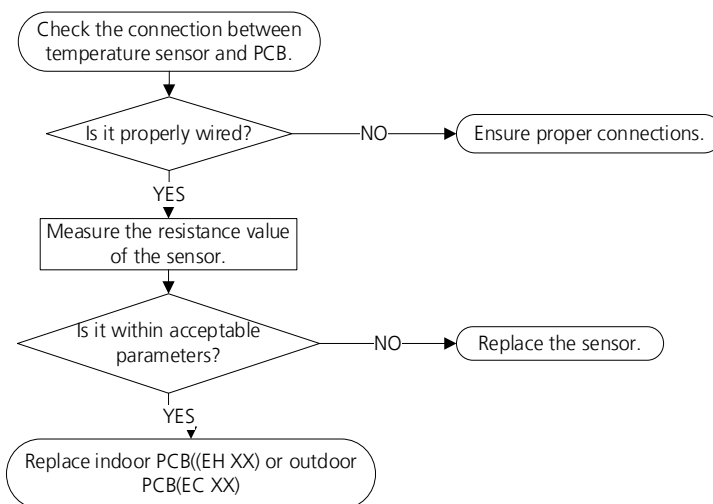 Check the connection between
temperature sensor and PCB.
Is it properly wired?
NO
Ensure proper connections.
YES
Measure the resistance value
of the sensor.
Is it within acceptable
parameters?
NO
Replace the sensor.
YES
Replace indoor PCB((EH XX) or outdoor
PCB(EC XX)